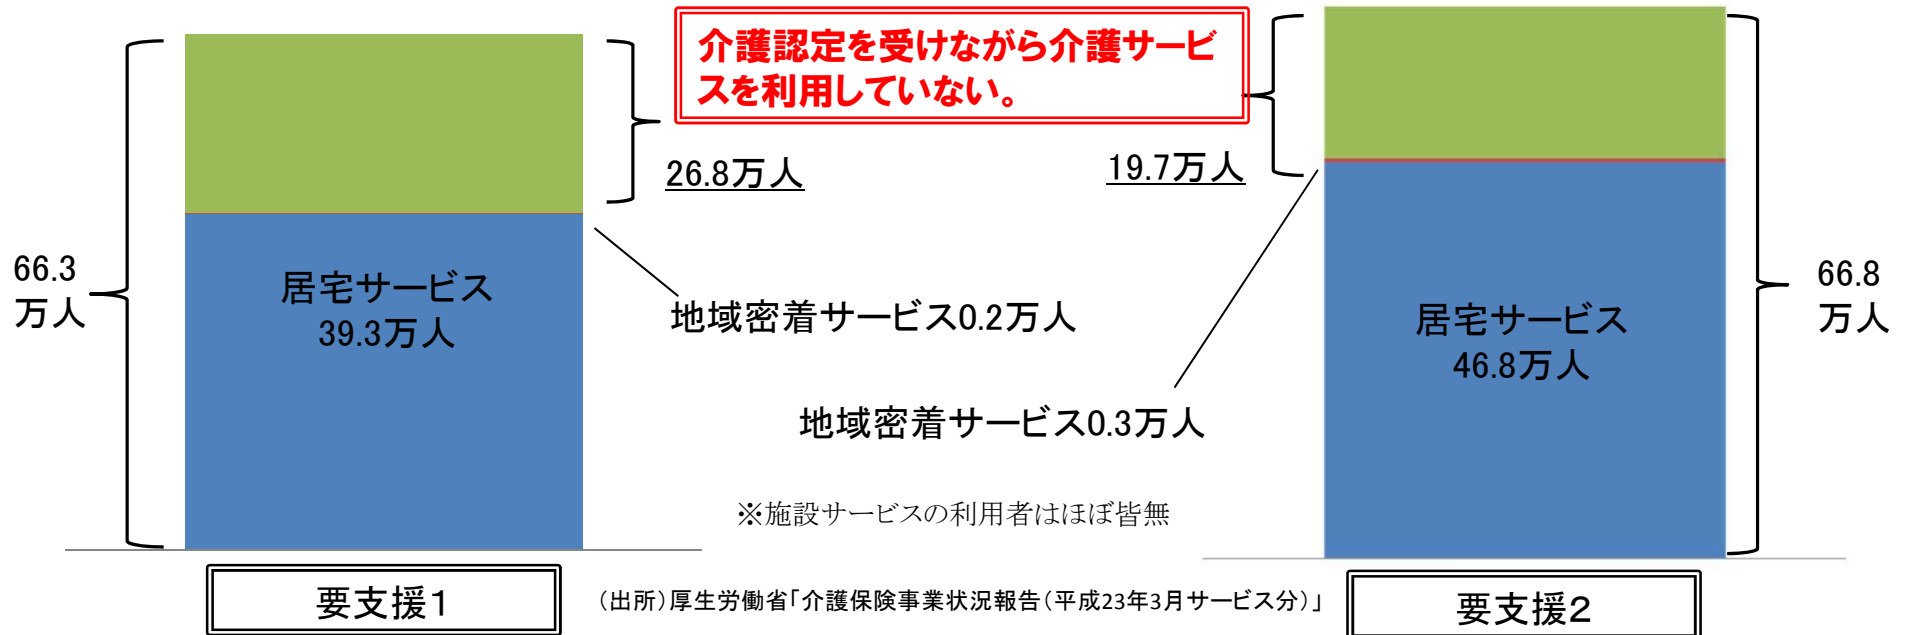 介護認定を受けながら介護サービ
スを利用していない。
26.8万人
19.7万人
66.3
万人
居宅サービス
39.3万人
地域密着サービス0.2万人
居宅サービス
46.8万人
66.8
万人
地域密着サービス0.3万人
※施設サービスの利用者はほぼ皆無
要支援1
(出所)厚生労働省「介護保険事業状況報告(平成23年3月サービス分)」
要支援2